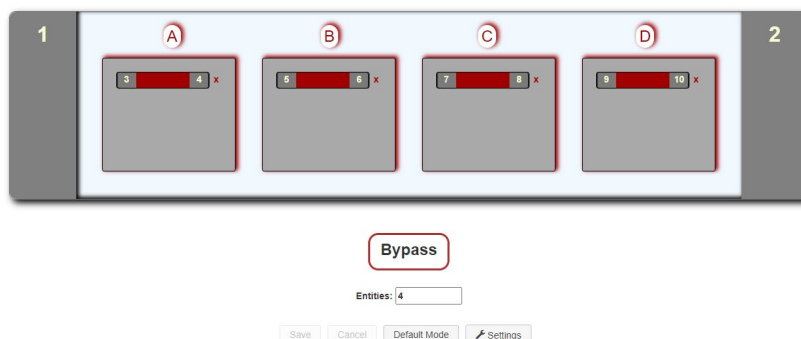 1 A B C D 2
3 4 x 5 6 x 7 8 x 9 10 x
Bypass
Entities: 4
Save Cancel Default Mode Settings